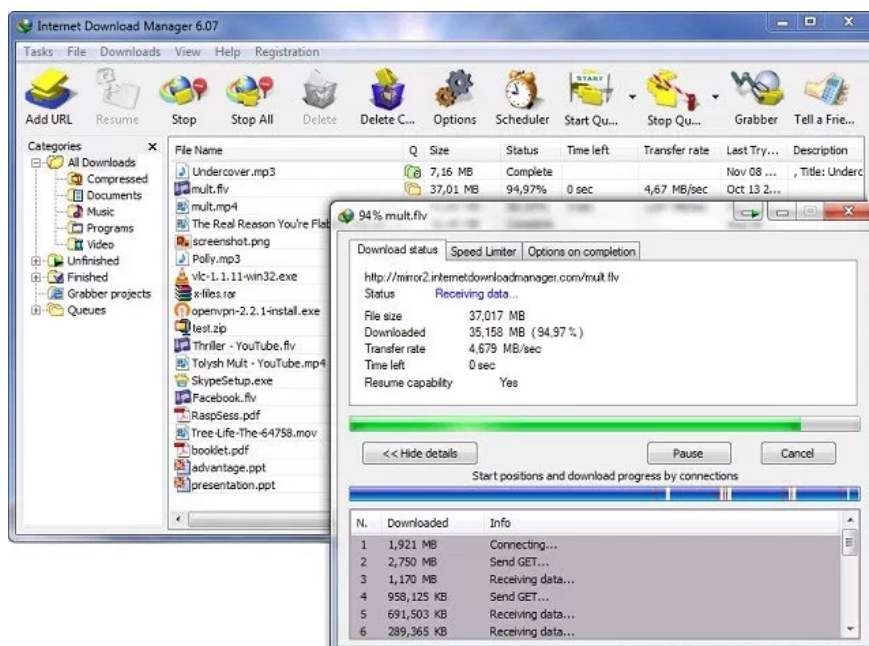 Internet Download Manager 6.07
Tasks File Downloads View Help Registration
Add URL Resume Stop Stop All Delete Delete C... Options Scheduler Start Qu... Stop Qu... Grabber Tell a Frie...
START
Categories
All Downloads
Compressed
Documents
Music
Programs
Video
Unfinished
Finished
Grabber projects
Queues
File Name Q Size Status Time left Transfer rate Last Try... Description
Undercover.mp3 7,16 MB Complete Nov 08 ... , Title: Underc
mult.flv 37,01 MB 94,97% 0 sec 4,67 MB/sec Oct 13 2...
mult.mp4
The Real Reason You're Flab
screenshot.png
Polly.mp3
vlc-1.1.11-win32.exe
x-files.rar
openvpn-2.2.1-install.exe
test.zip
Thriller - YouTube.flv
Tolysh Mult - YouTube.mp4
SkypeSetup.exe
Facebook.flv
RaspSess.pdf
Tree-Life-The-64758.mov
booklet.pdf
advantage.ppt
presentation.ppt
94% mult.flv
Download status Speed Limiter Options on completion
http://mirror2.internetdownloadmanager.com/mult.flv
Status Receiving data...
File size 37,017 MB
Downloaded 35,158 MB ( 94,97 % )
Transfer rate 4,679 MB/sec
Time left 0 sec
Resume capability Yes
<< Hide details Pause Cancel
Start positions and download progress by connections
N. Downloaded Info
1 1,921 MB Connecting...
2 2,750 MB Send GET...
3 1,170 MB Receiving data...
4 958,125 KB Send GET...
5 691,503 KB Receiving data...
6 289,365 KB Receiving data...